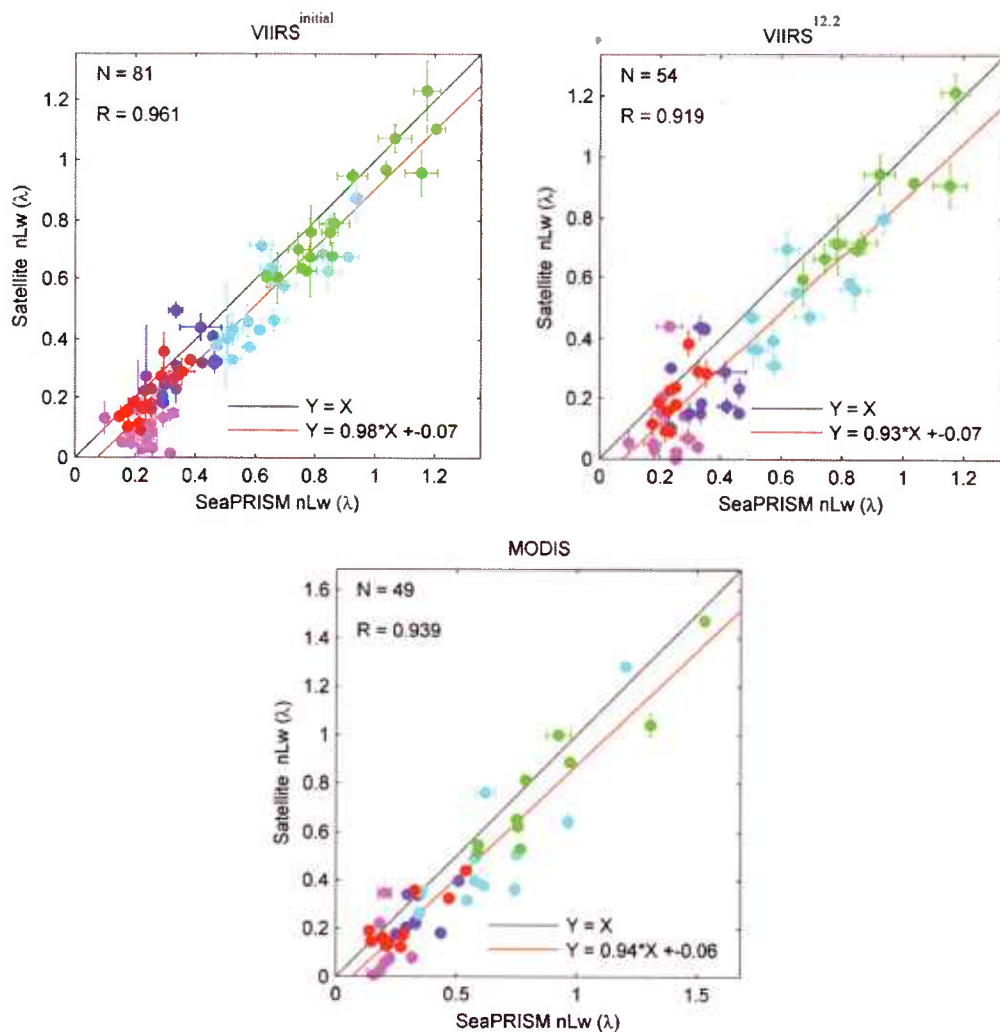 VIIRS initial
N = 81
R = 0.961
1.2
1
0.8
0.6
0.4
0.2
0
Satellite nLw (λ)
Y = X
Y = 0.98*X +-0.07
0 0.2 0.4 0.6 0.8 1 1.2
SeaPRISM nLw (λ)
VIIRS 12.2
N = 54
R = 0.919
1.2
1
0.8
0.6
0.4
0.2
0
Satellite nLw (λ)
Y = X
Y = 0.93*X +-0.07
0 0.2 0.4 0.6 0.8 1 1.2
SeaPRISM nLw (λ)
MODIS
N = 49
R = 0.939
1.6
1.4
1.2
1
0.8
0.6
0.4
0.2
0
Satellite nLw (λ)
Y = X
Y = 0.94*X +-0.06
0 0.5 1 1.5
SeaPRISM nLw (λ)